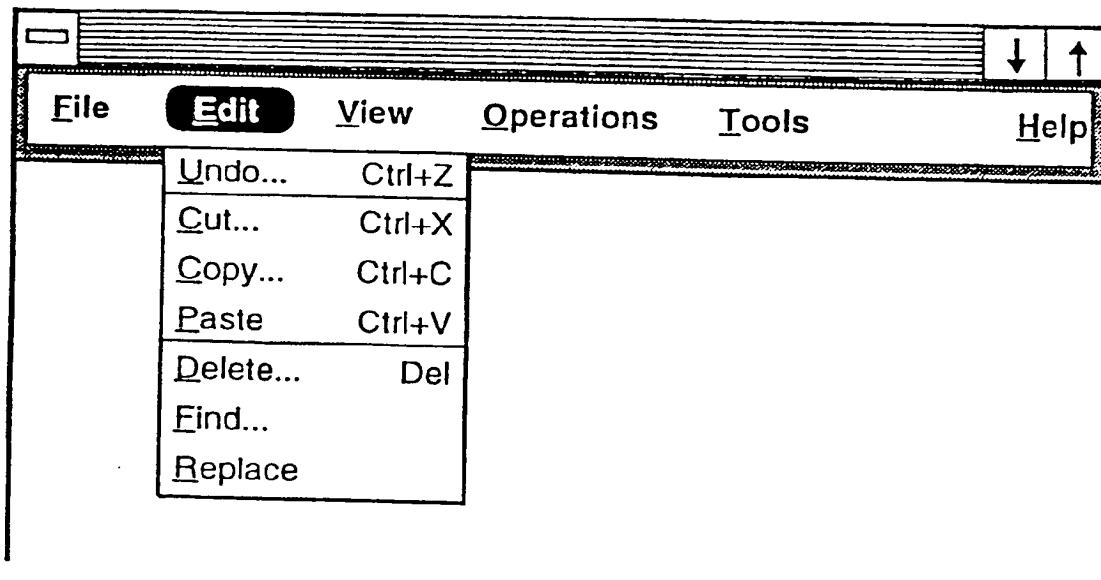 File Edit View Operations Tools Help
Undo... Ctrl+Z
Cut... Ctrl+X
Copy... Ctrl+C
Paste Ctrl+V
Delete... Del
Find...
Replace